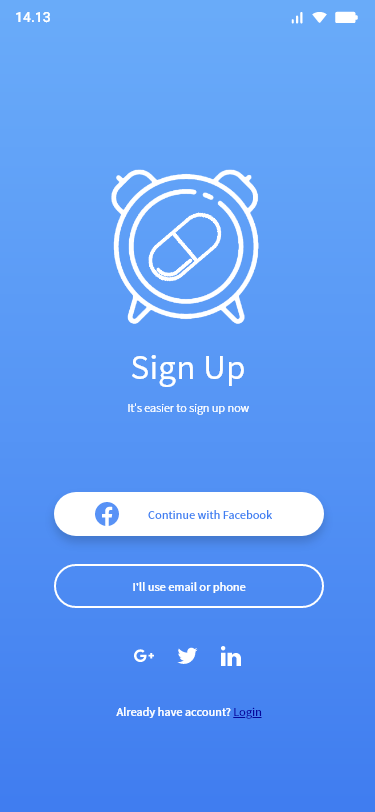 14.13
Sign Up
It's easier to sign up now
Continue with Facebook
I'll use email or phone
G+
in
Already have account? Login